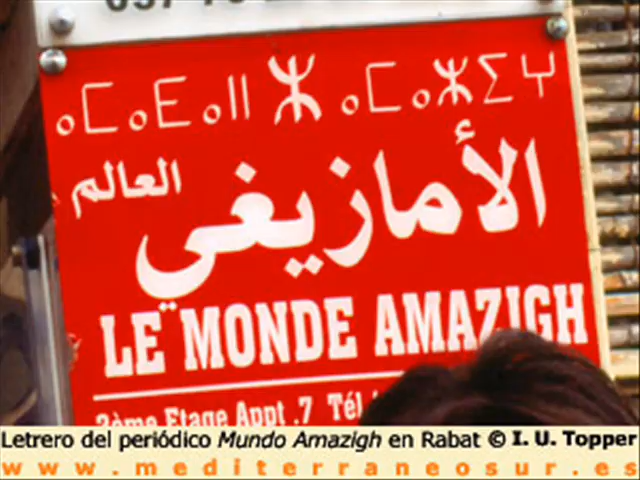 ⴰⵎⴰⴹⴰⵍ ⵣ ⴰⵎⴰⵣⵉⵖ
العالم
الأمازيغي
LE MONDE AMAZIGH
2ème Etage Appt .7 Tél
Letrero del periódico Mundo Amazigh en Rabat © I. U. Topper
www.mediterraneosur.es